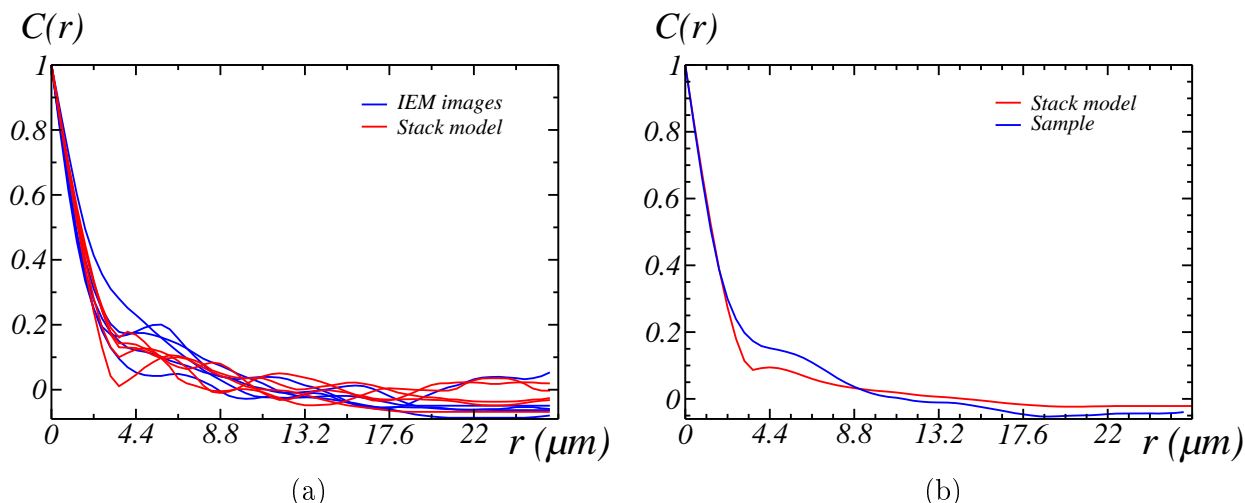 C(r)
1
0.8
0.6
0.4
0.2
0
0 4.4 8.8 13.2 17.6 22 r (μm)
IEM images
Stack model
(a)
C(r)
1
0.8
0.6
0.4
0.2
0
0 4.4 8.8 13.2 17.6 22 r (μm)
Stack model
Sample
(b)